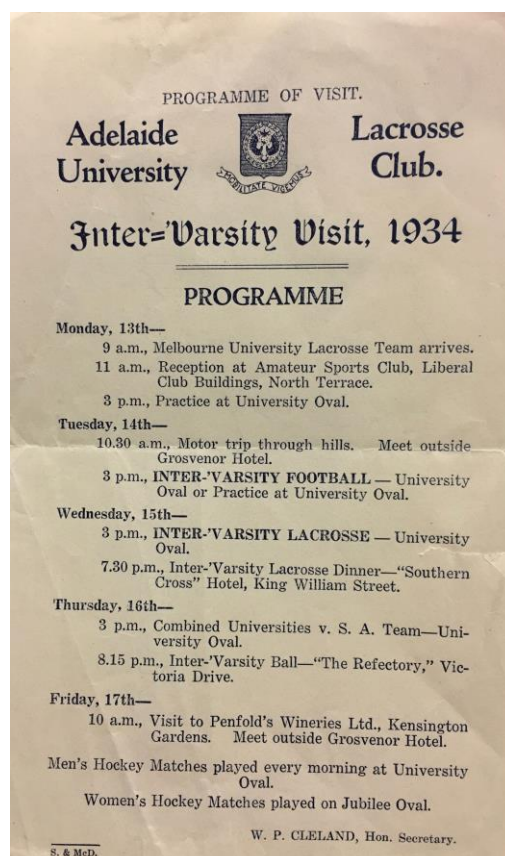 PROGRAMME OF VISIT.
Adelaide University
Lacrosse Club.
MOBILITATE VIGEMUS
Inter-'Varsity Visit, 1934
PROGRAMME
Monday, 13th—
9 a.m., Melbourne University Lacrosse Team arrives.
11 a.m., Reception at Amateur Sports Club, Liberal
Club Buildings, North Terrace.
3 p.m., Practice at University Oval.
Tuesday, 14th—
10.30 a.m., Motor trip through hills. Meet outside
Grosvenor Hotel.
3 p.m., INTER-'VARSITY FOOTBALL — University
Oval or Practice at University Oval.
Wednesday, 15th—
3 p.m., INTER-'VARSITY LACROSSE — University
Oval.
7.30 p.m., Inter-'Varsity Lacrosse Dinner—"Southern
Cross" Hotel, King William Street.
Thursday, 16th—
3 p.m., Combined Universities v. S. A. Team—Uni-
versity Oval.
8.15 p.m., Inter-'Varsity Ball—"The Refectory," Vic-
toria Drive.
Friday, 17th—
10 a.m., Visit to Penfold's Wineries Ltd., Kensington
Gardens. Meet outside Grosvenor Hotel.
Men's Hockey Matches played every morning at University
Oval.
Women's Hockey Matches played on Jubilee Oval.
W. P. CLELAND, Hon. Secretary.
S. & McD.